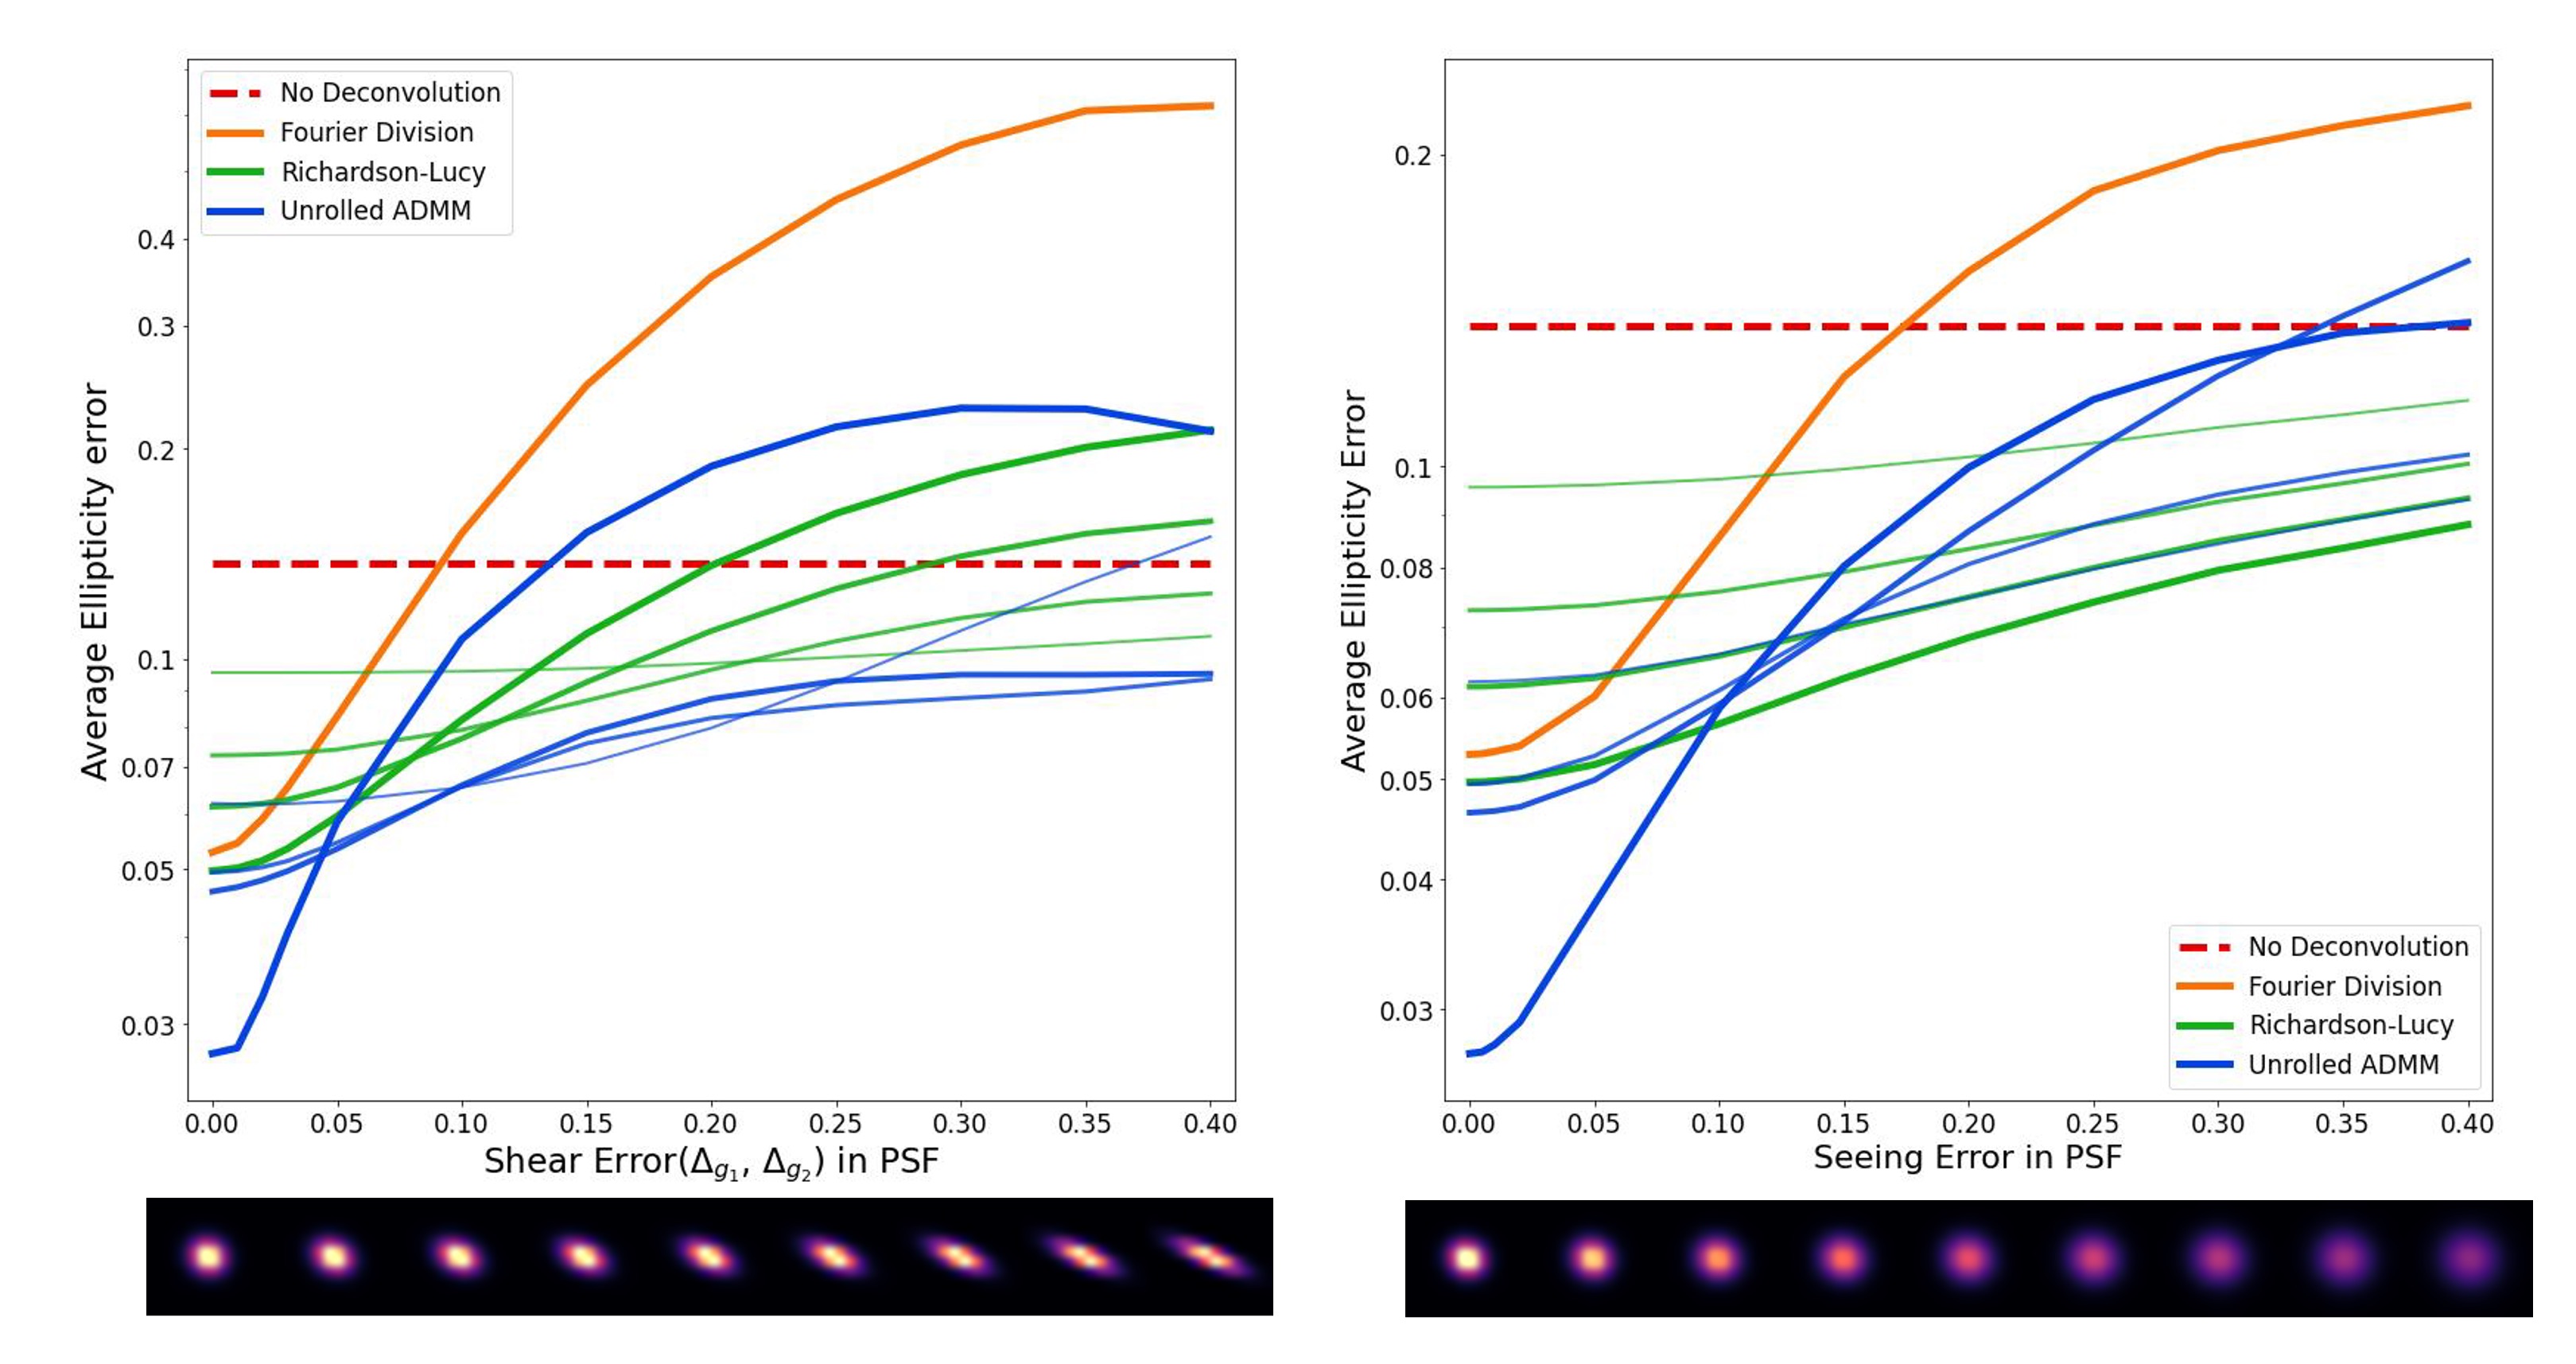 No Deconvolution
Fourier Division
Richardson-Lucy
Unrolled ADMM
0.4
0.3
0.2
0.1
0.07
0.05
0.03
Average Ellipticity error
0.00 0.05 0.10 0.15 0.20 0.25 0.30 0.35 0.40
Shear Error(Δg1, Δg2) in PSF
0.2
0.1
0.08
0.06
0.05
0.04
0.03
Average Ellipticity Error
No Deconvolution
Fourier Division
Richardson-Lucy
Unrolled ADMM
0.00 0.05 0.10 0.15 0.20 0.25 0.30 0.35 0.40
Seeing Error in PSF